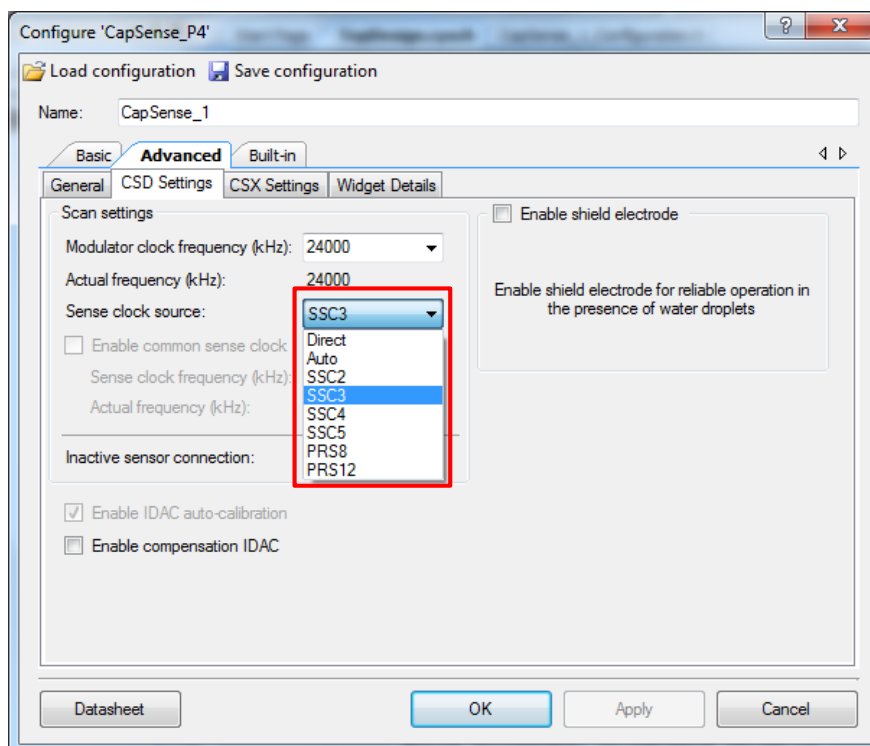 Configure 'CapSense_P4'
Load configuration Save configuration
Name: CapSense_1
Basic Advanced Built-in
General CSD Settings CSX Settings Widget Details
Scan settings
Enable shield electrode
Modulator clock frequency (kHz): 24000
Actual frequency (kHz): 24000
Enable shield electrode for reliable operation in
the presence of water droplets
Sense clock source: SSC3
Direct
Enable common sense clock
Auto
SSC2
Sense clock frequency (kHz):
SSC3
Actual frequency (kHz):
SSC4
SSC5
PRS8
Inactive sensor connection:
PRS12
Enable IDAC auto-calibration
Enable compensation IDAC
Datasheet OK Apply Cancel